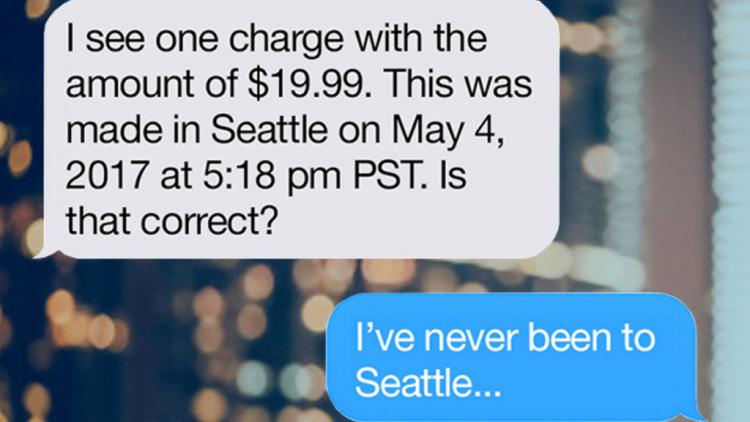 I see one charge with the
amount of $19.99. This was
made in Seattle on May 4,
2017 at 5:18 pm PST. Is
that correct?
I’ve never been to
Seattle...